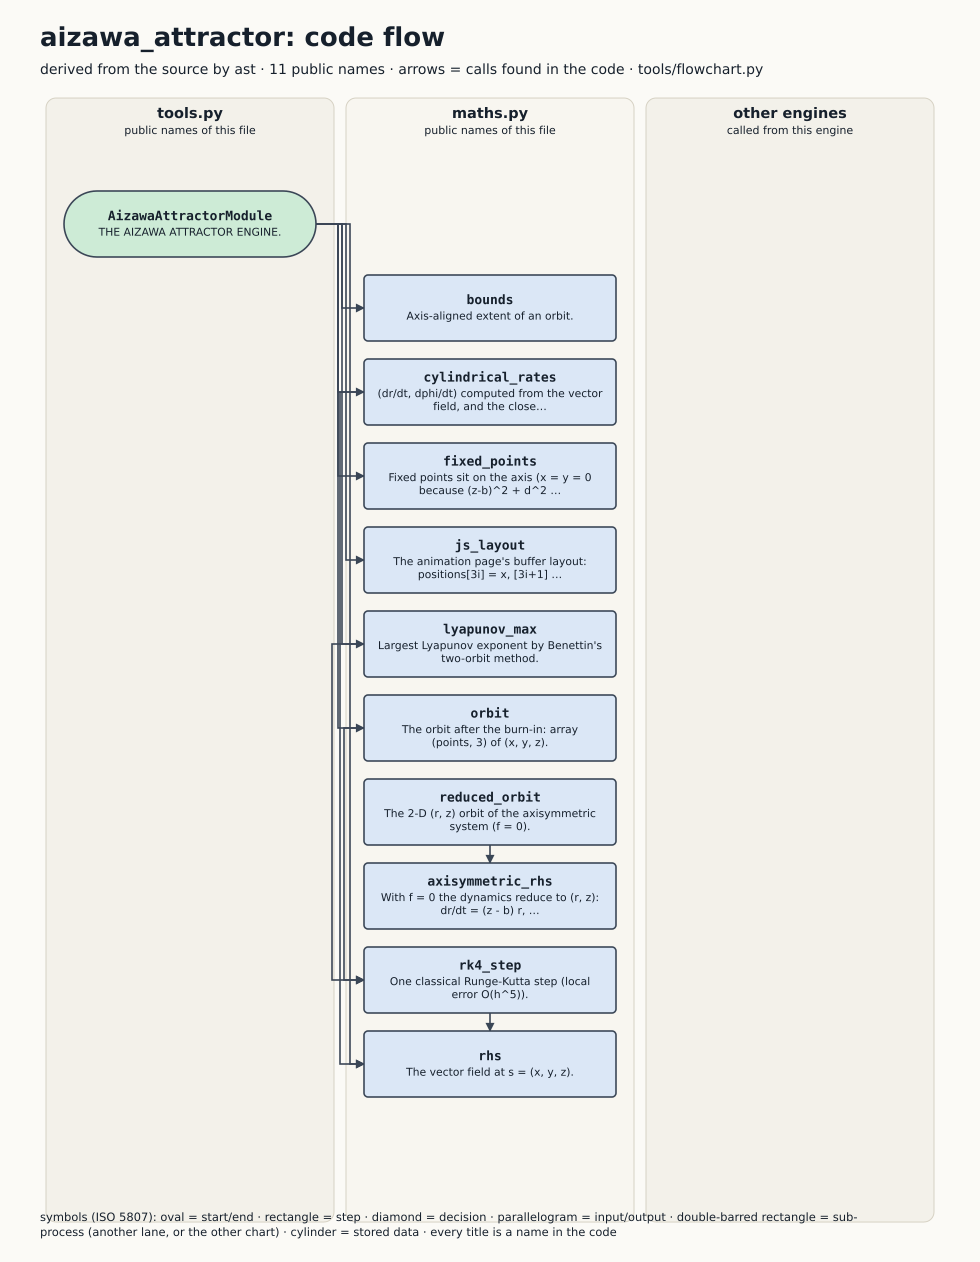 aizawa_attractor: code flow
derived from the source by ast · 11 public names · arrows = calls found in the code · tools/flowchart.py
tools.py
public names of this file
maths.py
public names of this file
other engines
called from this engine
AizawaAttractorModule
THE AIZAWA ATTRACTOR ENGINE.
bounds
Axis-aligned extent of an orbit.
cylindrical_rates
(dr/dt, dphi/dt) computed from the vector
field, and the close…
fixed_points
Fixed points sit on the axis (x = y = 0
because (z-b)^2 + d^2 …
js_layout
The animation page's buffer layout:
positions[3i] = x, [3i+1] …
lyapunov_max
Largest Lyapunov exponent by Benettin's
two-orbit method.
orbit
The orbit after the burn-in: array
(points, 3) of (x, y, z).
reduced_orbit
The 2-D (r, z) orbit of the axisymmetric
system (f = 0).
axisymmetric_rhs
With f = 0 the dynamics reduce to (r, z):
dr/dt = (z - b) r, …
rk4_step
One classical Runge-Kutta step (local
error O(h^5)).
rhs
The vector field at s = (x, y, z).
symbols (ISO 5807): oval = start/end · rectangle = step · diamond = decision · parallelogram = input/output · double-barred rectangle = sub-
process (another lane, or the other chart) · cylinder = stored data · every title is a name in the code